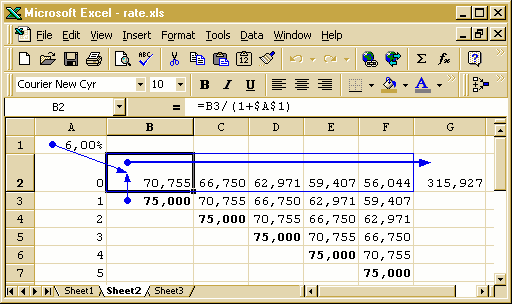 Microsoft Excel - rate.xls
File Edit View Insert Format Tools Data Window Help
Courier New Cyr 10 B I U
B2 = =B3/(1+$A$1)
A B C D E F G
1 6,00%
2 0 70,755 66,750 62,971 59,407 56,044 315,927
3 1 75,000 70,755 66,750 62,971 59,407
4 2 75,000 70,755 66,750 62,971
5 3 75,000 70,755 66,750
6 4 75,000 70,755
7 5 75,000
Sheet1 Sheet2 Sheet3